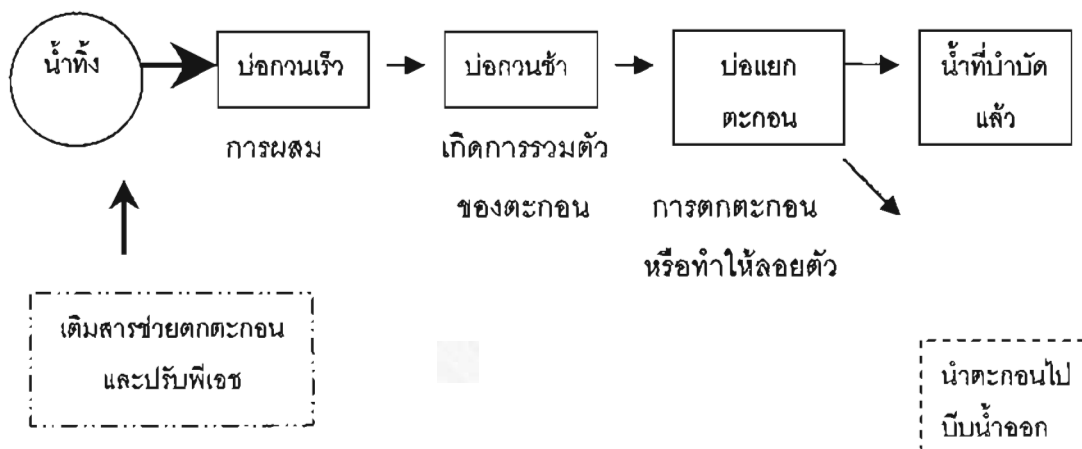 น้ำทิ้ง
บ่อกวนเร็ว
บ่อกวนช้า
บ่อแยก
ตะกอน
น้ำที่บำบัด
แล้ว
การผสม
เกิดการรวมตัว
ของตะกอน
การตกตะกอน
หรือทำให้ลอยตัว
เติมสารช่วยตกตะกอน
และปรับพีเอช
นำตะกอนไป
บีบน้ำออก